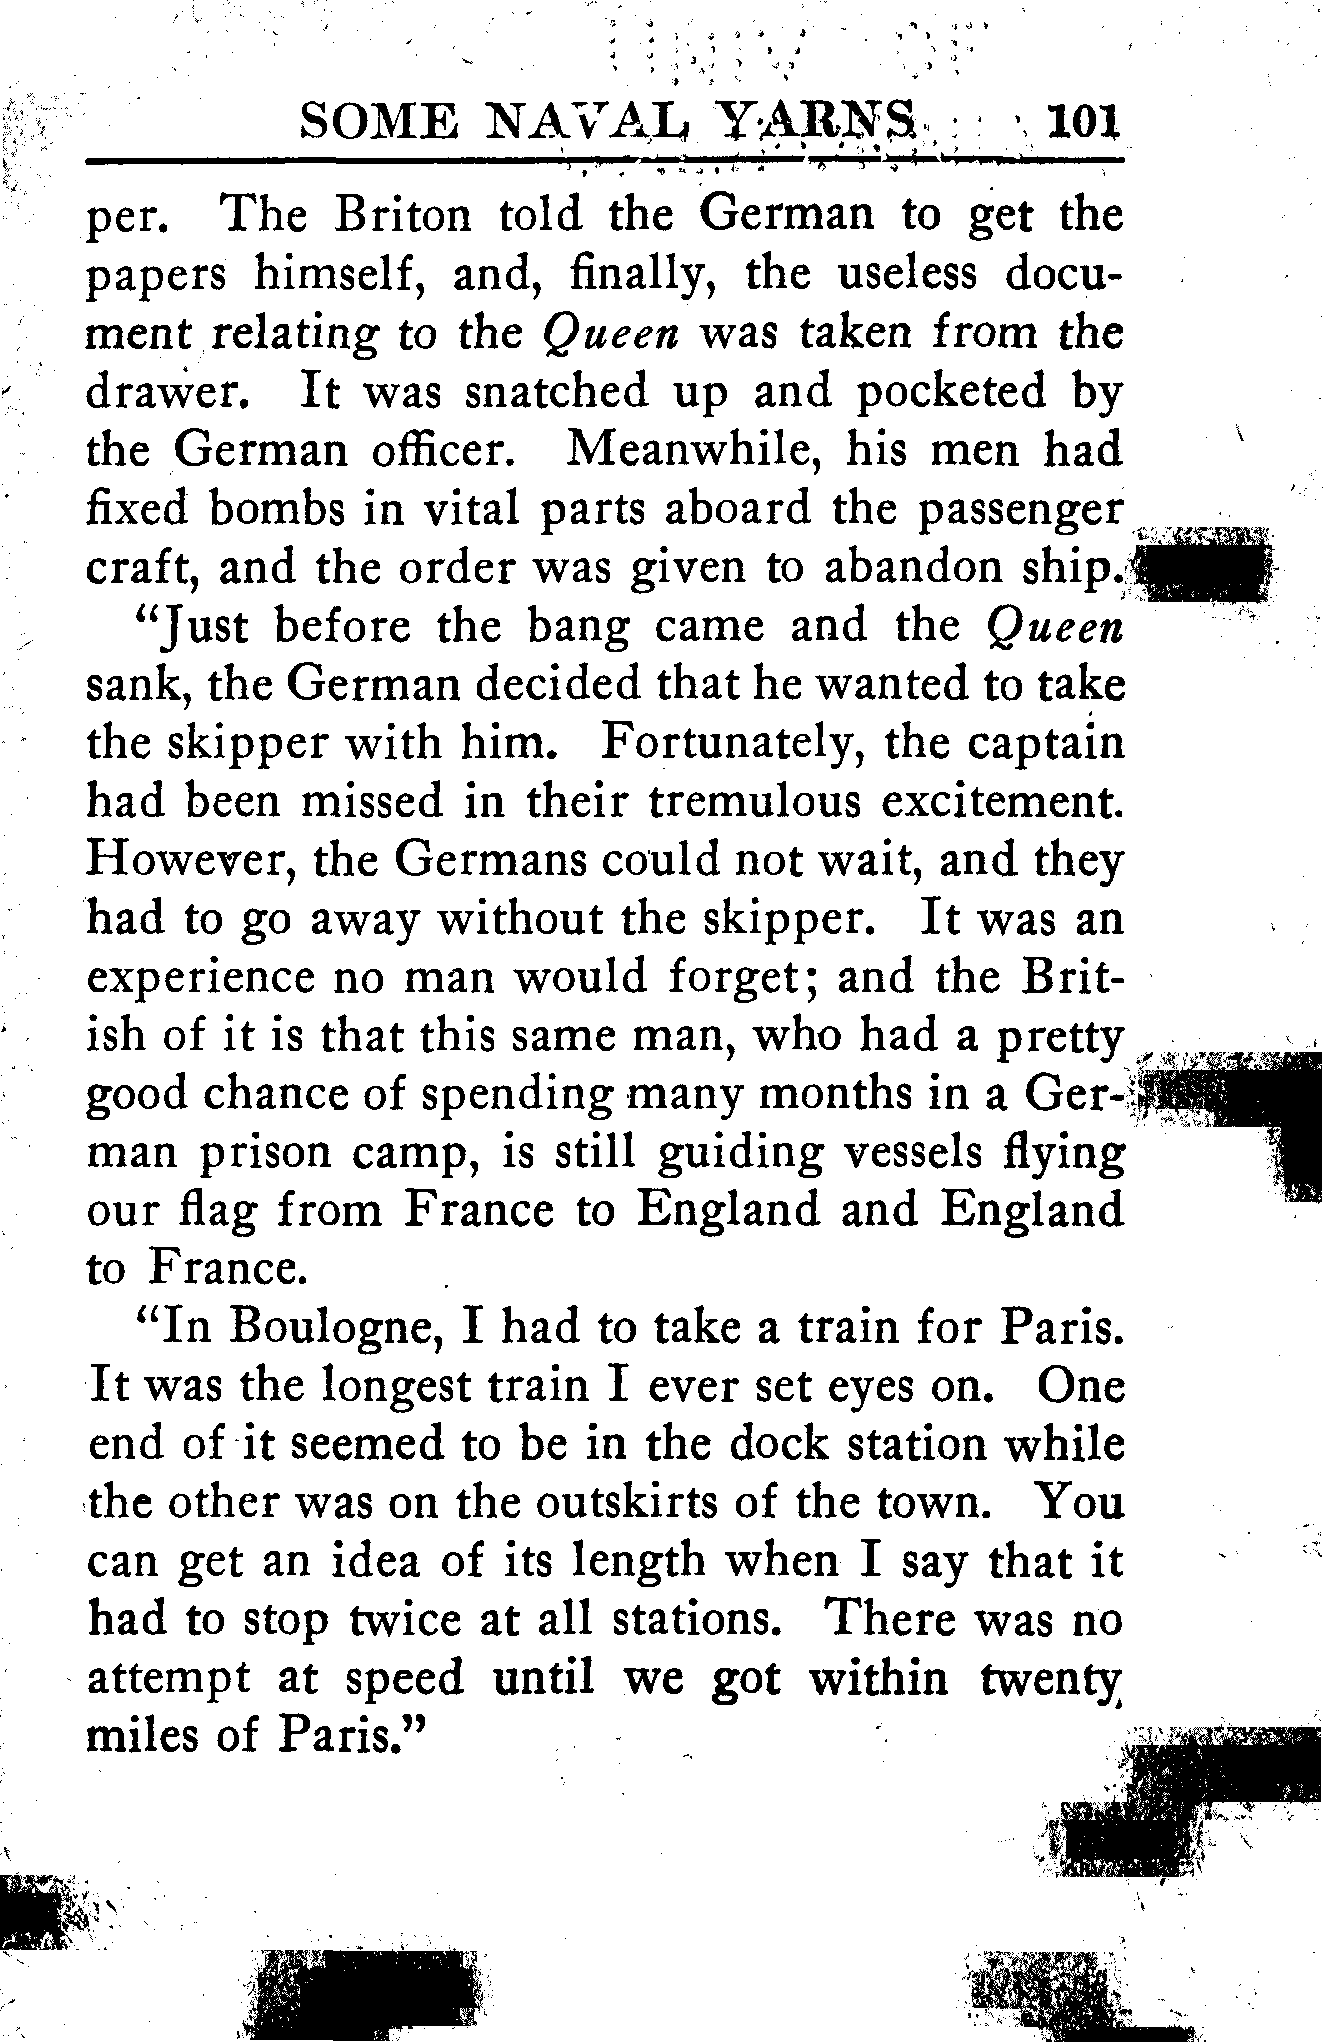 SOME NAVAL YARNS 101
per. The Briton told the German to get the
papers himself, and, finally, the useless docu-
ment relating to the Queen was taken from the
drawer. It was snatched up and pocketed by
the German officer. Meanwhile, his men had
fixed bombs in vital parts aboard the passenger
craft, and the order was given to abandon ship.
“Just before the bang came and the Queen
sank, the German decided that he wanted to take
the skipper with him. Fortunately, the captain
had been missed in their tremulous excitement.
However, the Germans could not wait, and they
had to go away without the skipper. It was an
experience no man would forget; and the Brit-
ish of it is that this same man, who had a pretty
good chance of spending many months in a Ger-
man prison camp, is still guiding vessels flying
our flag from France to England and England
to France.
“In Boulogne, I had to take a train for Paris.
It was the longest train I ever set eyes on. One
end of it seemed to be in the dock station while
the other was on the outskirts of the town. You
can get an idea of its length when I say that it
had to stop twice at all stations. There was no
attempt at speed until we got within twenty
miles of Paris.”